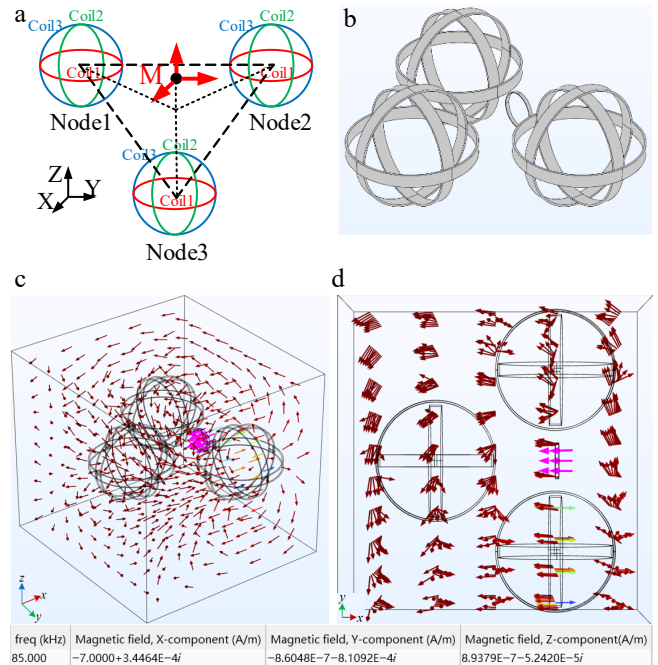 a
b
Coil3
Coil2
Coil2
Coil3
Coil1
M
Coil1
Node1
Node2
Coil3
Coil2
Z
Y
X
Coil1
Node3
c
d
z
x
y
y
x
freq (kHz) Magnetic field, X-component (A/m) Magnetic field, Y-component(A/m) Magnetic field, Z-component(A/m)
85.000 −7.0000+3.4464E−4i −8.6048E−7−8.1092E−4i 8.9379E−7−5.2420E−5i